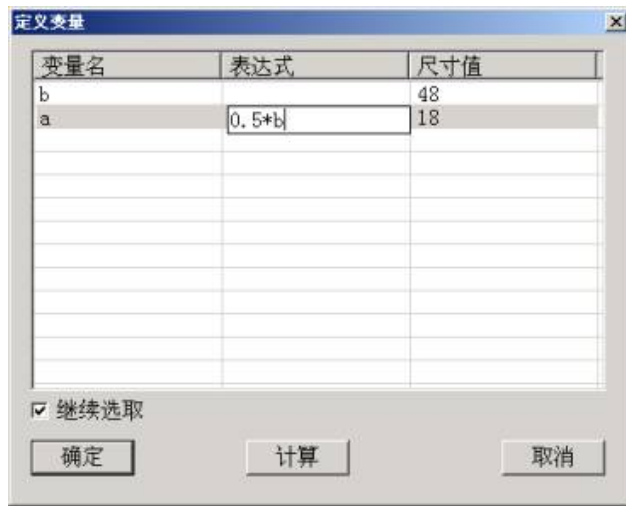 定义变量
变量名 表达式 尺寸值
b 48
a 0.5*b 18
继续选取
确定 计算 取消